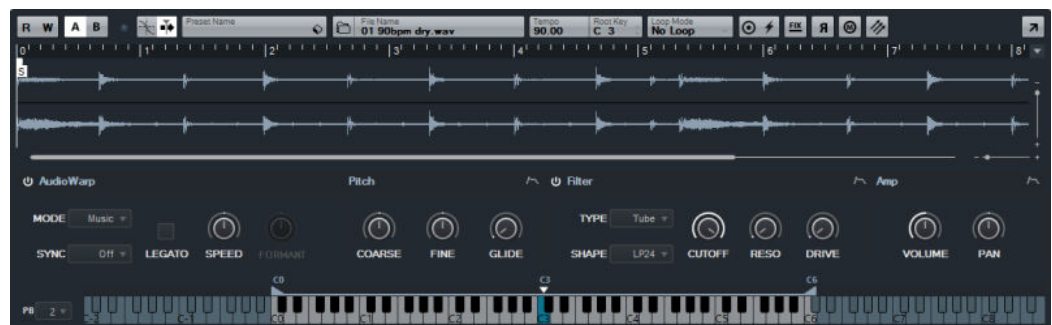 R W A B Preset Name File Name 01 90bpm dry.wav Tempo 90.00 Root Key C 3 Loop Mode No Loop FIX R M
0 1 2 3 4 5 6 7 8
S
AudioWarp Pitch Filter Amp
MODE Music TYPE Tube
SYNC Off LEGATO SPEED FORMANT COARSE FINE GLIDE SHAPE LP24 CUTOFF RESO DRIVE VOLUME PAN
C0 C3 C6
PB 2 C-2 C-1 C0 C1 C2 C3 C4 C5 C6 C7 C8